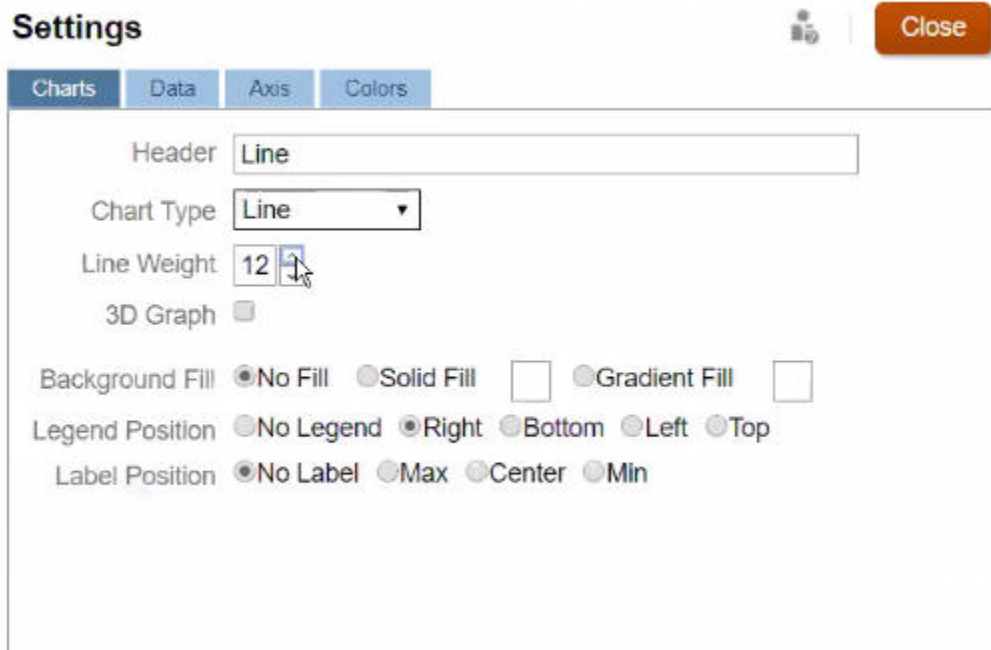 Settings
Close
Charts Data Axis Colors
Header Line
Chart Type Line
Line Weight 12
3D Graph
Background Fill No Fill Solid Fill Gradient Fill
Legend Position No Legend Right Bottom Left Top
Label Position No Label Max Center Min